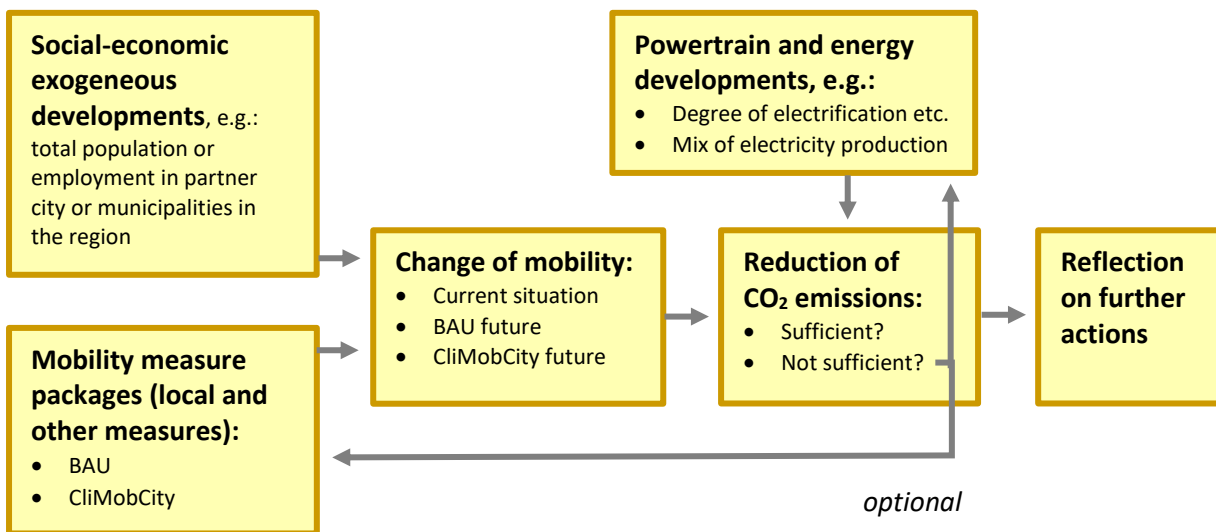 Social-economic
exogeneous
developments, e.g.:
total population or
employment in partner
city or municipalities in
the region
Powertrain and energy
developments, e.g.:
• Degree of electrification etc.
• Mix of electricity production
Change of mobility:
• Current situation
• BAU future
• CliMobCity future
Reduction of
CO₂ emissions:
• Sufficient?
• Not sufficient?
Reflection
on further
actions
Mobility measure
packages (local and
other measures):
• BAU
• CliMobCity
optional